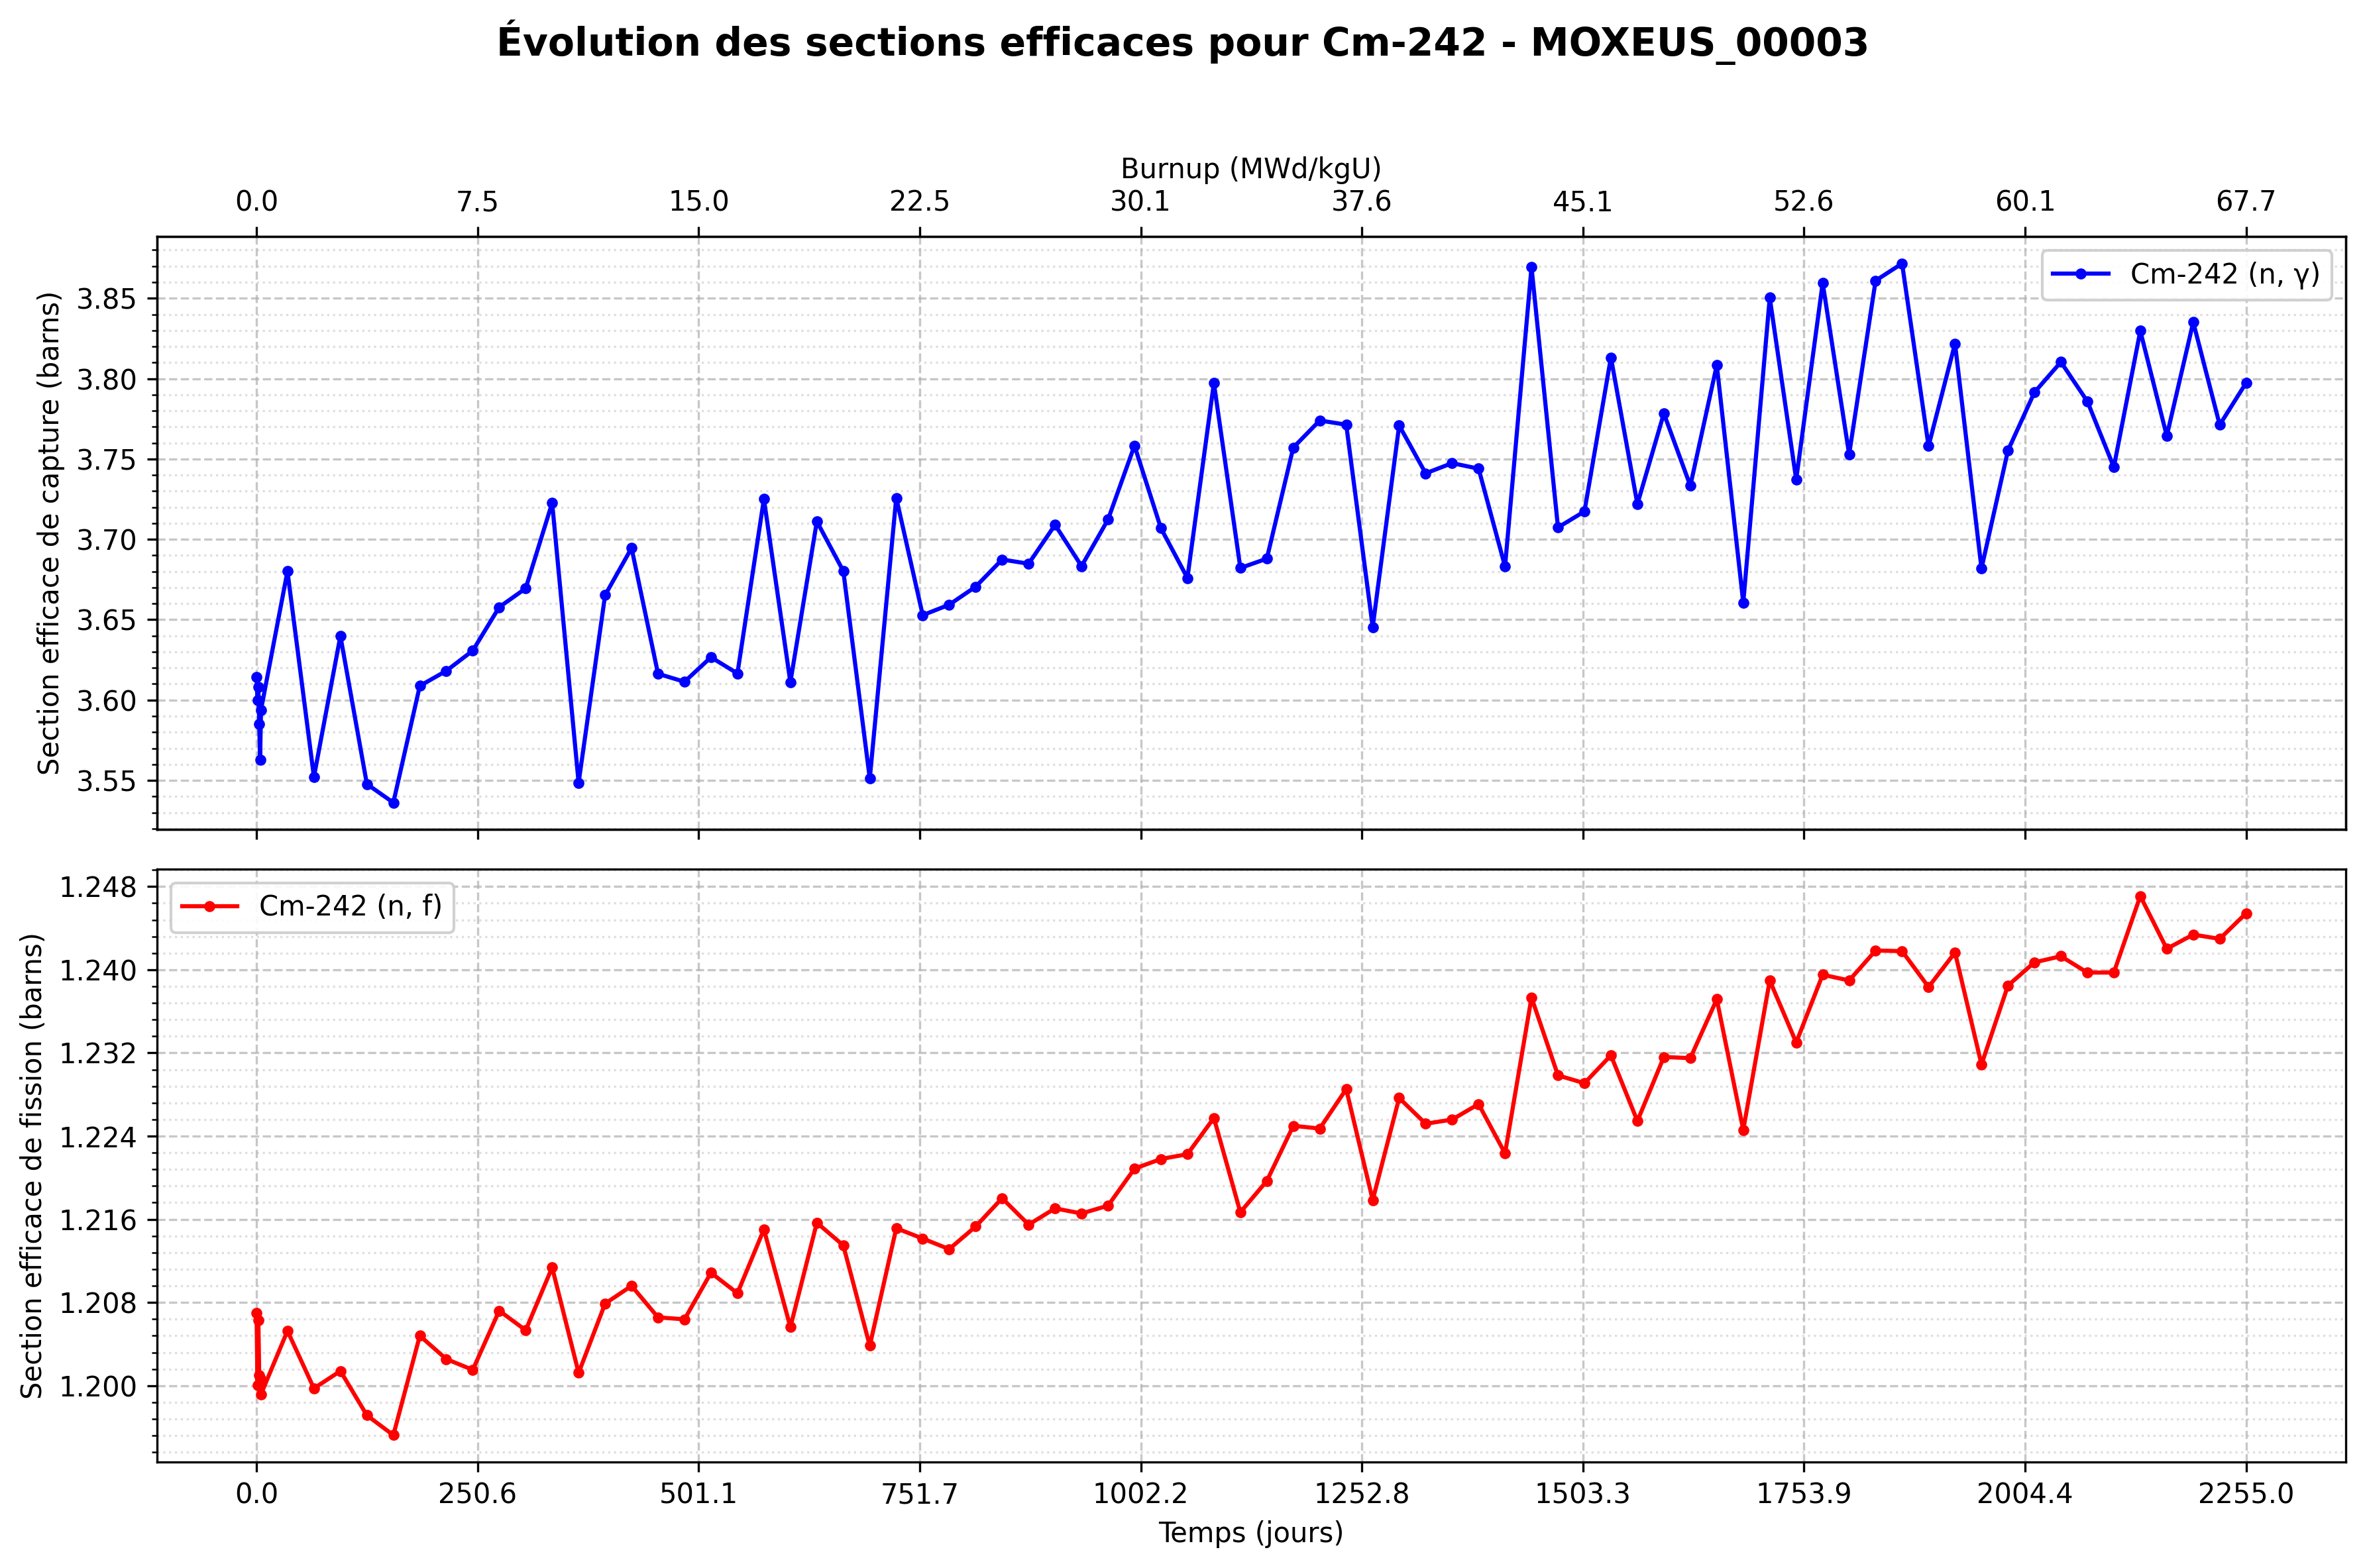 Évolution des sections efficaces pour Cm-242 - MOXEUS_00003
Burnup (MWd/kgU)
0.0 7.5 15.0 22.5 30.1 37.6 45.1 52.6 60.1 67.7
Section efficace de capture (barns)
3.85
3.80
3.75
3.70
3.65
3.60
3.55
Cm-242 (n, γ)
Section efficace de fission (barns)
1.248
1.240
1.232
1.224
1.216
1.208
1.200
Cm-242 (n, f)
0.0 250.6 501.1 751.7 1002.2 1252.8 1503.3 1753.9 2004.4 2255.0
Temps (jours)